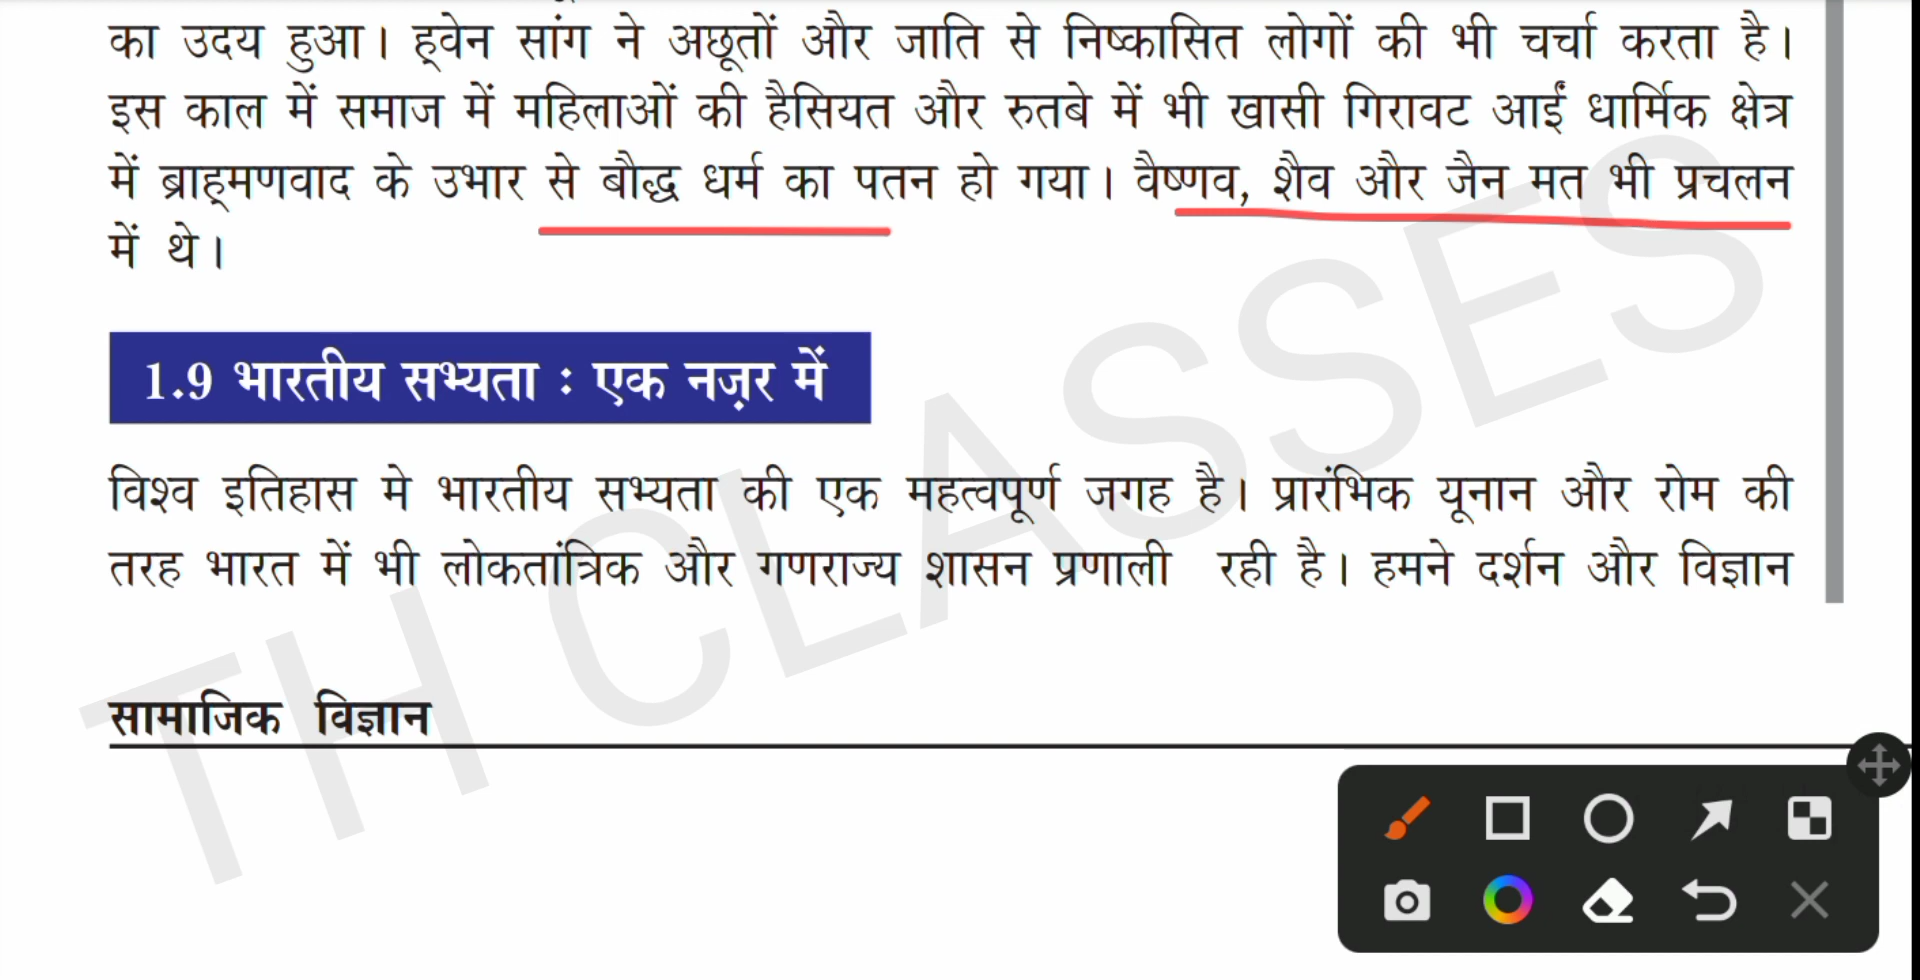 का उदय हुआ। ह्वेन सांग ने अछूतों और जाति से निष्कासित लोगों की भी चर्चा करता है।
इस काल में समाज में महिलाओं की हैसियत और रुतबे में भी खासी गिरावट आईं धार्मिक क्षेत्र
में ब्राह्मणवाद के उभार से बौद्ध धर्म का पतन हो गया। वैष्णव, शैव और जैन मत भी प्रचलन
में थे।
1.9 भारतीय सभ्यता : एक नज़र में
विश्व इतिहास मे भारतीय सभ्यता की एक महत्वपूर्ण जगह है। प्रारंभिक यूनान और रोम की
तरह भारत में भी लोकतांत्रिक और गणराज्य शासन प्रणाली रही है। हमने दर्शन और विज्ञान
सामाजिक विज्ञान
TH CLASSES